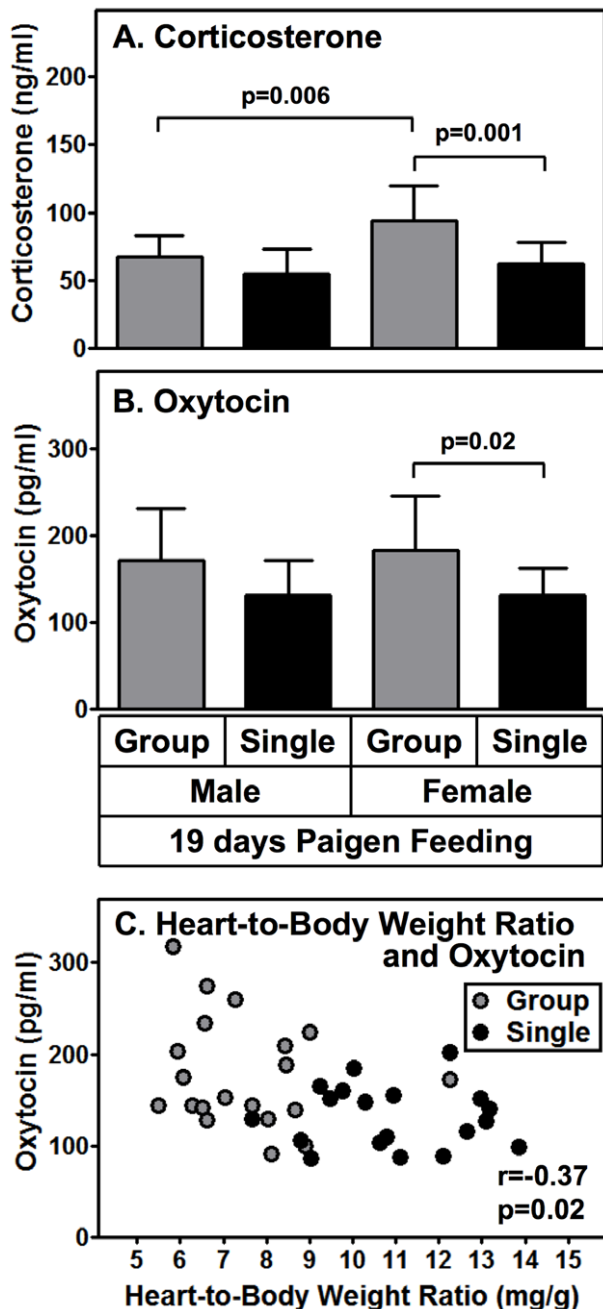 A. Corticosterone
Corticosterone (ng/ml)
200
150
100
50
0
p=0.006
p=0.001
B. Oxytocin
Oxytocin (pg/ml)
300
200
100
0
p=0.02
Group Single Group Single
Male Female
19 days Paigen Feeding
C. Heart-to-Body Weight Ratio
and Oxytocin
Oxytocin (pg/ml)
300
200
100
0
Group
Single
r=-0.37
p=0.02
5 6 7 8 9 10 11 12 13 14 15
Heart-to-Body Weight Ratio (mg/g)